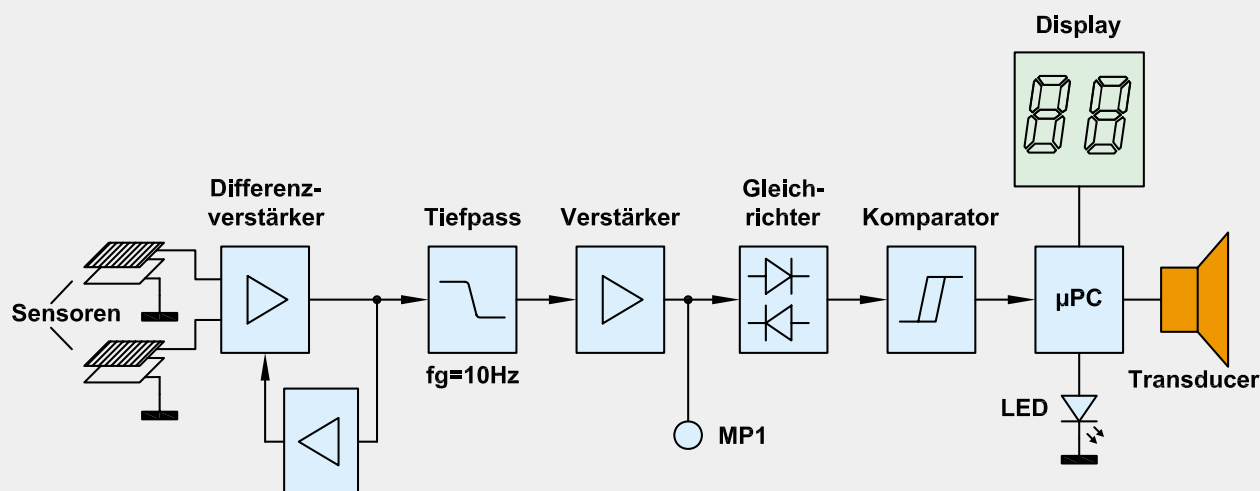 Display
Differenz-
verstärker
Tiefpass
Verstärker
Gleich-
richter
Komparator
Sensoren
µPC
fg=10Hz
Transducer
LED
MP1